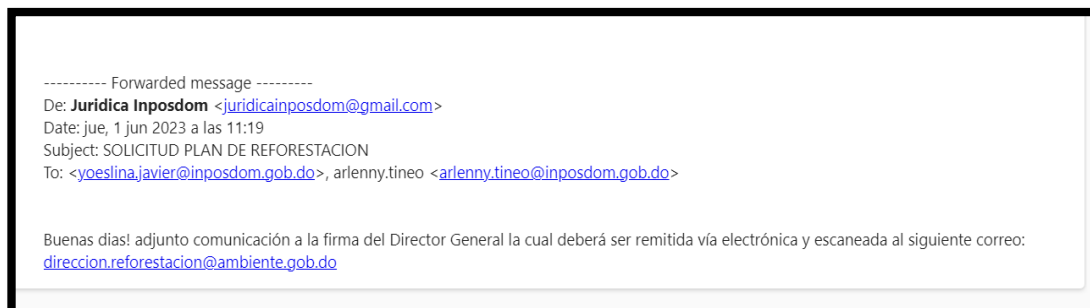 ---------- Forwarded message ---------
De: Juridica Inposdom <juridicainposdom@gmail.com>
Date: jue, 1 jun 2023 a las 11:19
Subject: SOLICITUD PLAN DE REFORESTACION
To: <yoeslina.javier@inposdom.gob.do>, arlenny.tineo <arlenny.tineo@inposdom.gob.do>
Buenas dias! adjunto comunicación a la firma del Director General la cual deberá ser remitida vía electrónica y escaneada al siguiente correo:
direccion.reforestacion@ambiente.gob.do